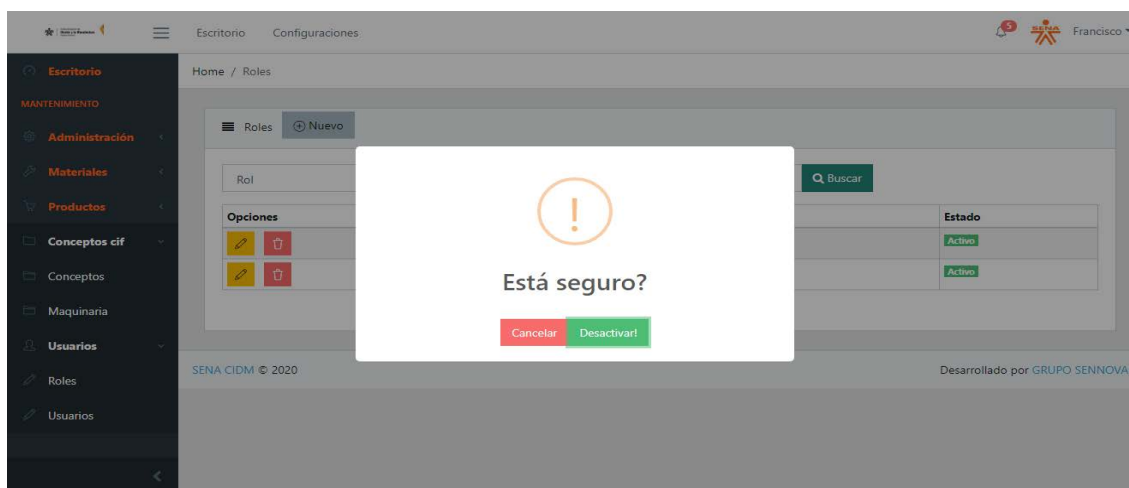 Escritorio Configuraciones 5 SENA Francisco
Escritorio
Home / Roles
MANTENIMIENTO
Roles Nuevo
Administración
Materiales
Rol Buscar
Productos
Opciones Estado
Conceptos cif
Activo
Conceptos
Activo
Está seguro?
Maquinaria
Cancelar Desactivar!
Usuarios
SENA CIDM © 2020 Desarrollado por GRUPO SENNOVA
Roles
Usuarios